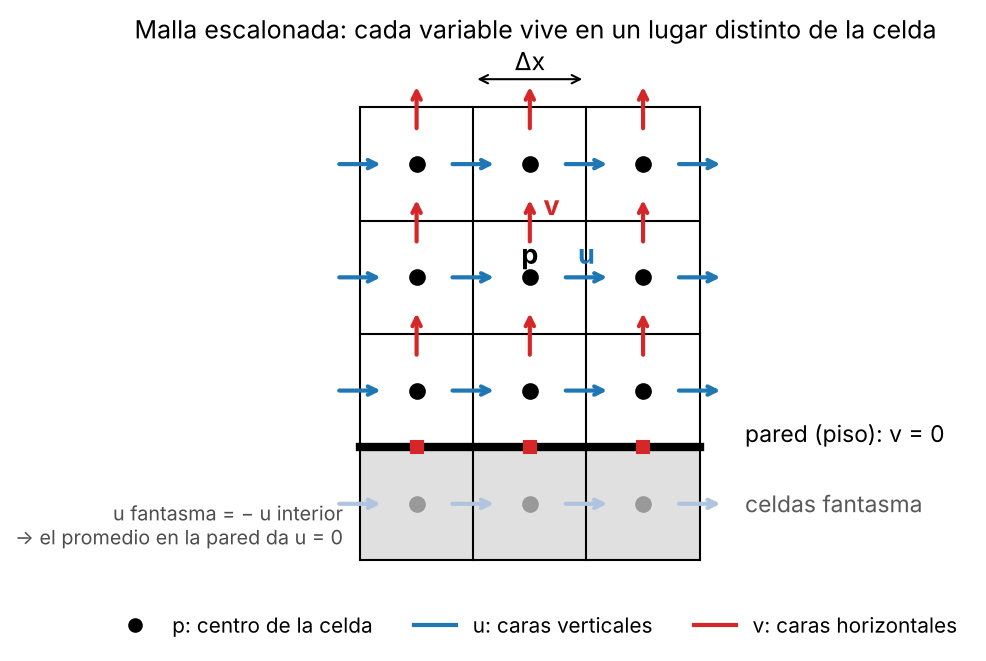 Malla escalonada: cada variable vive en un lugar distinto de la celda
Δx
v
p
u
pared (piso): v = 0
celdas fantasma
u fantasma = − u interior
→ el promedio en la pared da u = 0
p: centro de la celda
u: caras verticales
v: caras horizontales